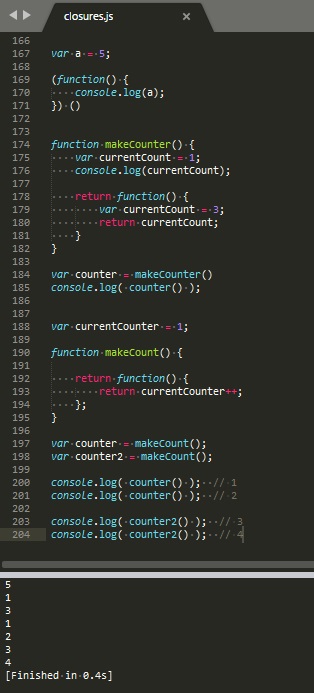 closures.js ×
166
167 var a = 5;
168
169 (function() {
170 console.log(a);
171 }) ()
172
173
174 function makeCounter() {
175 var currentCount = 1;
176 console.log(currentCount);
177
178 return function() {
179 var currentCount = 3;
180 return currentCount;
181 }
182 }
183
184 var counter = makeCounter()
185 console.log( counter() );
186
187
188 var currentCounter = 1;
189
190 function makeCount() {
191
192 return function() {
193 return currentCounter++;
194 };
195 }
196
197 var counter = makeCount();
198 var counter2 = makeCount();
199
200 console.log( counter() ); // 1
201 console.log( counter() ); // 2
202
203 console.log( counter2() ); // 3
204 console.log( counter2() ); // 4
5
1
3
1
2
3
4
[Finished in 0.4s]